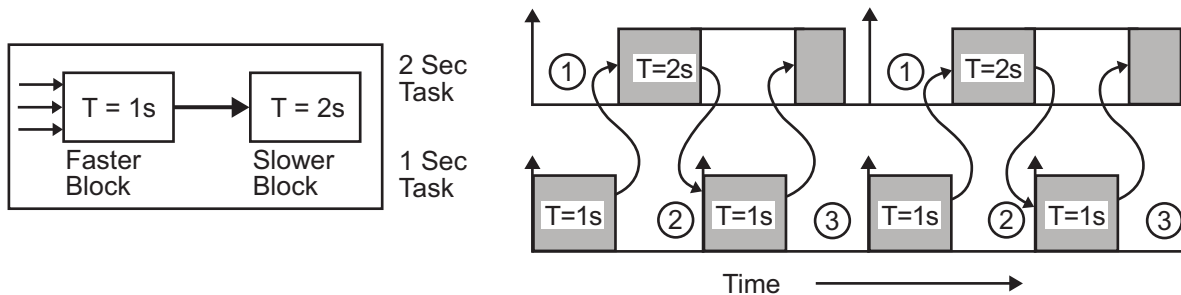 T = 1s
T = 2s
Faster
Block
Slower
Block
2 Sec
Task
1 Sec
Task
1
T=2s
1
T=2s
T=1s
2
T=1s
3
T=1s
2
T=1s
3
Time